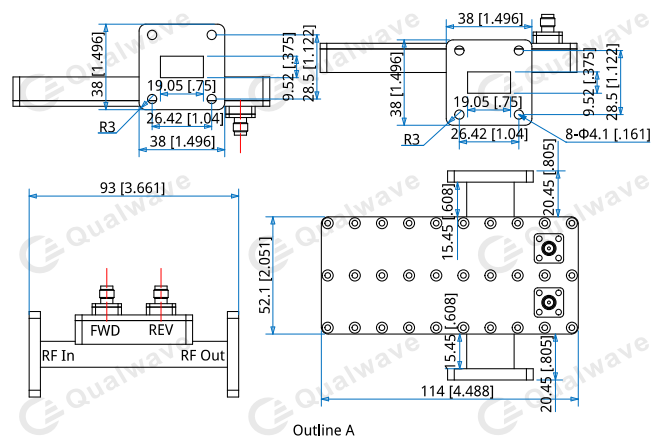 38 [1.496]
38 [1.496]
19.05 [.75]
9.52 [.375]
28.5 [1.122]
R3
26.42 [1.04]
38 [1.496]
38 [1.496]
19.05 [.75]
9.52 [.375]
28.5 [1.122]
R3
26.42 [1.04]
8-Φ4.1 [.161]
93 [3.661]
FWD
REV
RF In
RF Out
52.1 [2.051]
15.45 [.608]
20.45 [.805]
15.45 [.608]
20.45 [.805]
114 [4.488]
Outline A
Qualwave
Qualwave
Qualwave
Qualwave
Qualwave
Qualwave
Qualwave
Qualwave
Qualwave